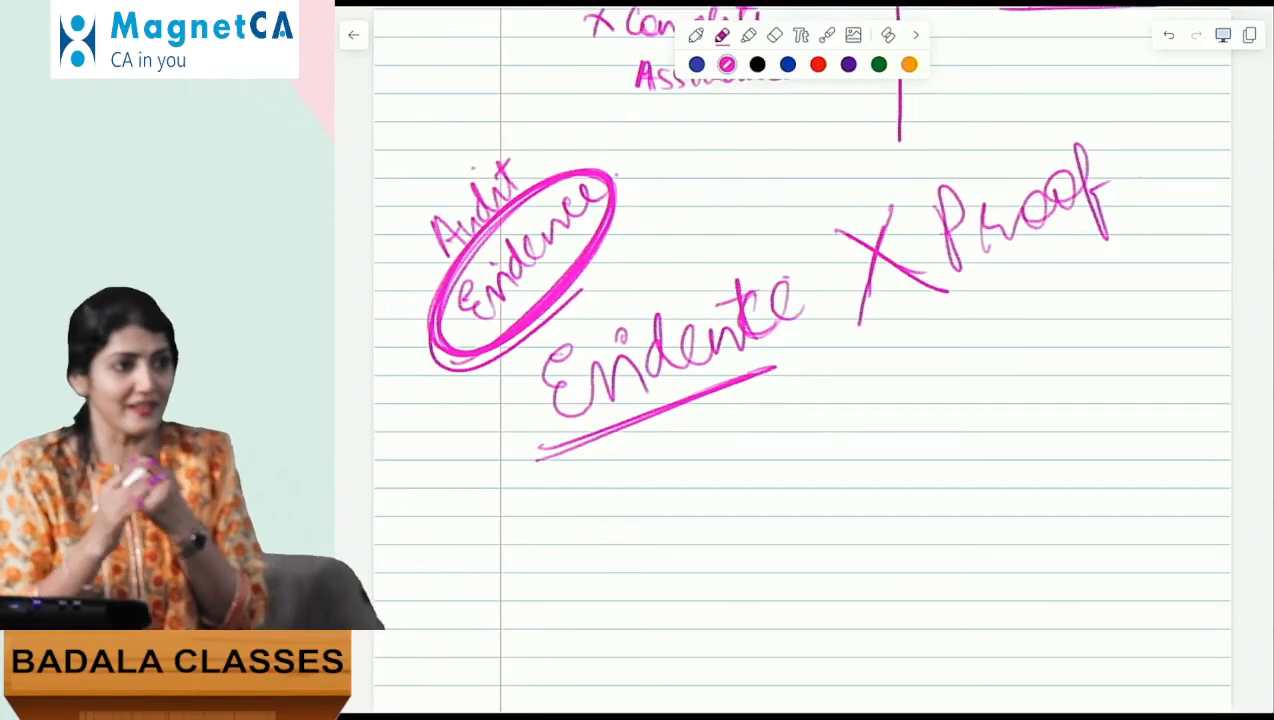 MagnetCA
CA in you
X
Audit
Evidence
X Proof
Evidence
BADALA CLASSES